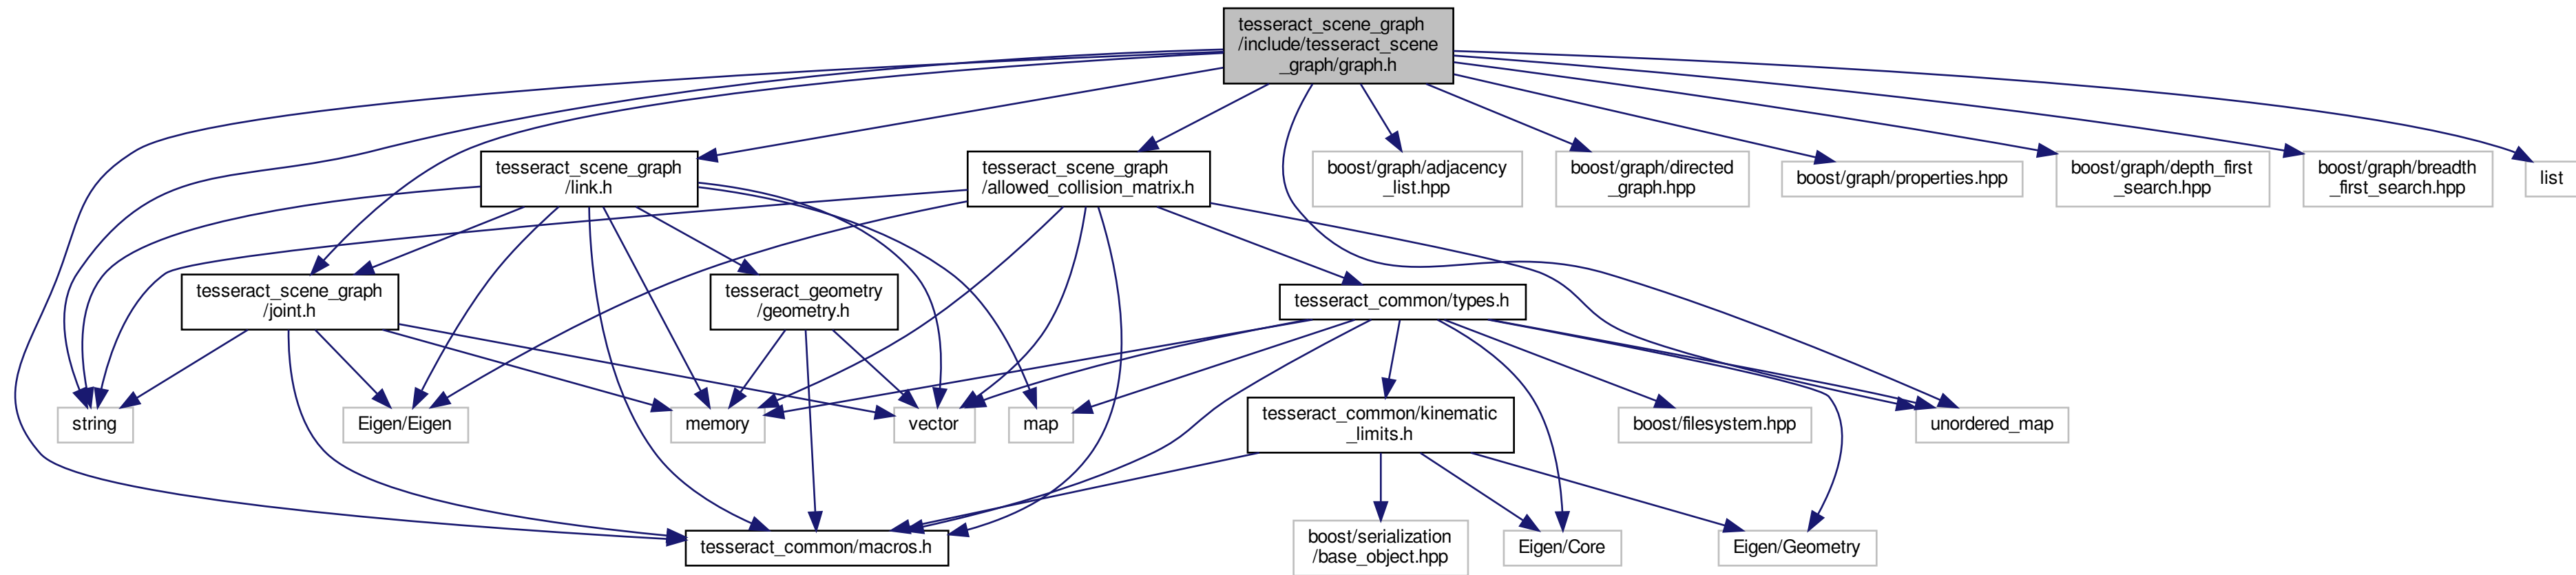 tesseract_scene_graph
/include/tesseract_scene
_graph/graph.h
tesseract_scene_graph
/link.h
tesseract_scene_graph
/allowed_collision_matrix.h
boost/graph/adjacency
_list.hpp
boost/graph/directed
_graph.hpp
boost/graph/properties.hpp
boost/graph/depth_first
_search.hpp
boost/graph/breadth
_first_search.hpp
list
tesseract_scene_graph
/joint.h
tesseract_geometry
/geometry.h
tesseract_common/types.h
string
Eigen/Eigen
memory
vector
map
tesseract_common/kinematic
_limits.h
boost/filesystem.hpp
unordered_map
tesseract_common/macros.h
boost/serialization
/base_object.hpp
Eigen/Core
Eigen/Geometry